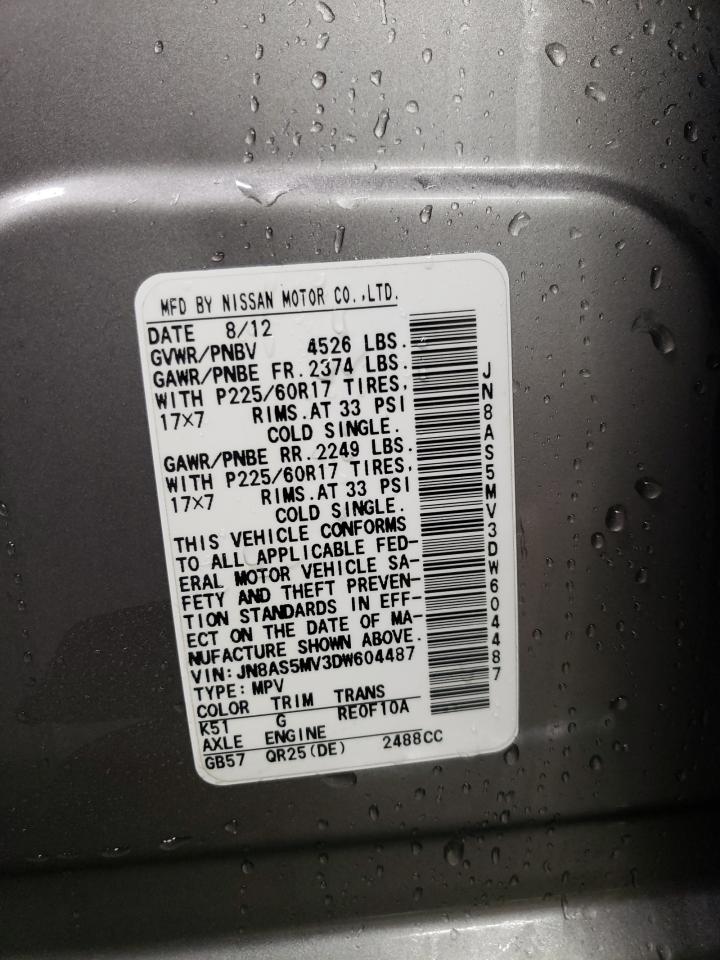 MFD BY NISSAN MOTOR CO.,LTD.
DATE 8/12
GVWR/PNBV 4526 LBS.
GAWR/PNBE FR.2374 LBS.
WITH P225/60R17 TIRES,
17×7 RIMS.AT 33 PSI
COLD SINGLE.
GAWR/PNBE RR.2249 LBS.
WITH P225/60R17 TIRES,
17×7 RIMS.AT 33 PSI
COLD SINGLE.
THIS VEHICLE CONFORMS
TO ALL APPLICABLE FED-
ERAL MOTOR VEHICLE SA-
FETY AND THEFT PREVEN-
TION STANDARDS IN EFF-
ECT ON THE DATE OF MA-
NUFACTURE SHOWN ABOVE.
VIN:JN8AS5MV3DW604487
TYPE:MPV
COLOR TRIM TRANS
K51 G RE0F10A
AXLE ENGINE
GB57 QR25(DE) 2488CC
JN8AS5MV3DW604487